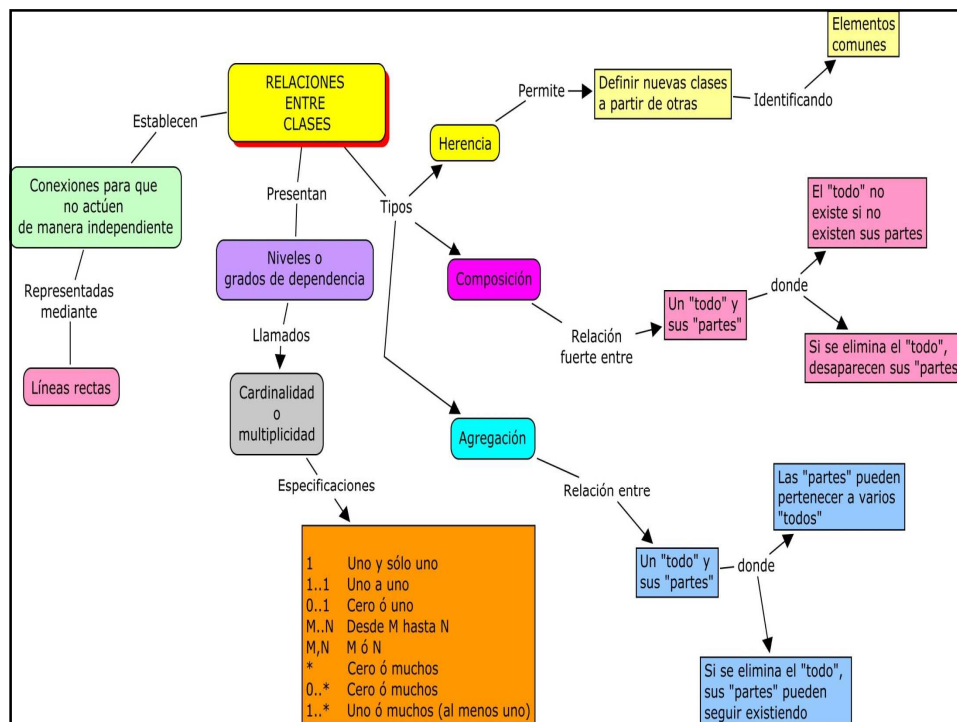 RELACIONES
ENTRE
CLASES
Establecen
Conexiones para que
no actúen
de manera independiente
Representadas
mediante
Líneas rectas
Presentan
Niveles o
grados de dependencia
Llamados
Cardinalidad
o
multiplicidad
Especificaciones
1 Uno y sólo uno
1..1 Uno a uno
0..1 Cero ó uno
M..N Desde M hasta N
M,N M ó N
* Cero ó muchos
0..* Cero ó muchos
1..* Uno ó muchos (al menos uno)
Tipos
Herencia
Permite
Definir nuevas clases
a partir de otras
Identificando
Elementos
comunes
Composición
Relación
fuerte entre
Un "todo" y
sus "partes"
donde
El "todo" no
existe si no
existen sus partes
Si se elimina el "todo",
desaparecen sus "partes
Agregación
Relación entre
Un "todo" y
sus "partes"
donde
Las "partes" pueden
pertenecer a varios
"todos"
Si se elimina el "todo",
sus "partes" pueden
seguir existiendo